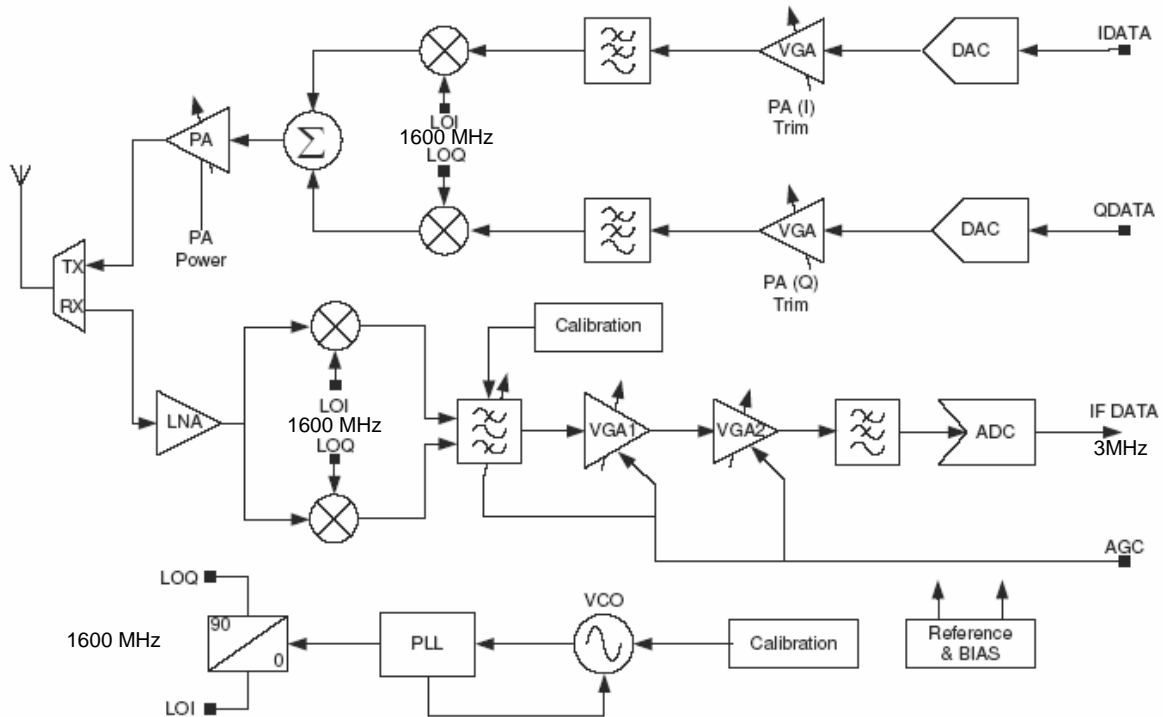 IDATA
DAC
VGA
PA (I)
Trim
LOI
1600 MHz
LOQ
PA
Σ
PA
Power
QDATA
DAC
VGA
PA (Q)
Trim
TX
RX
Calibration
LNA
LOI
1600 MHz
LOQ
VGA1
VGA2
ADC
IF DATA
3MHz
AGC
LOQ
1600 MHz
90
0
LOI
PLL
VCO
Calibration
Reference
& BIAS